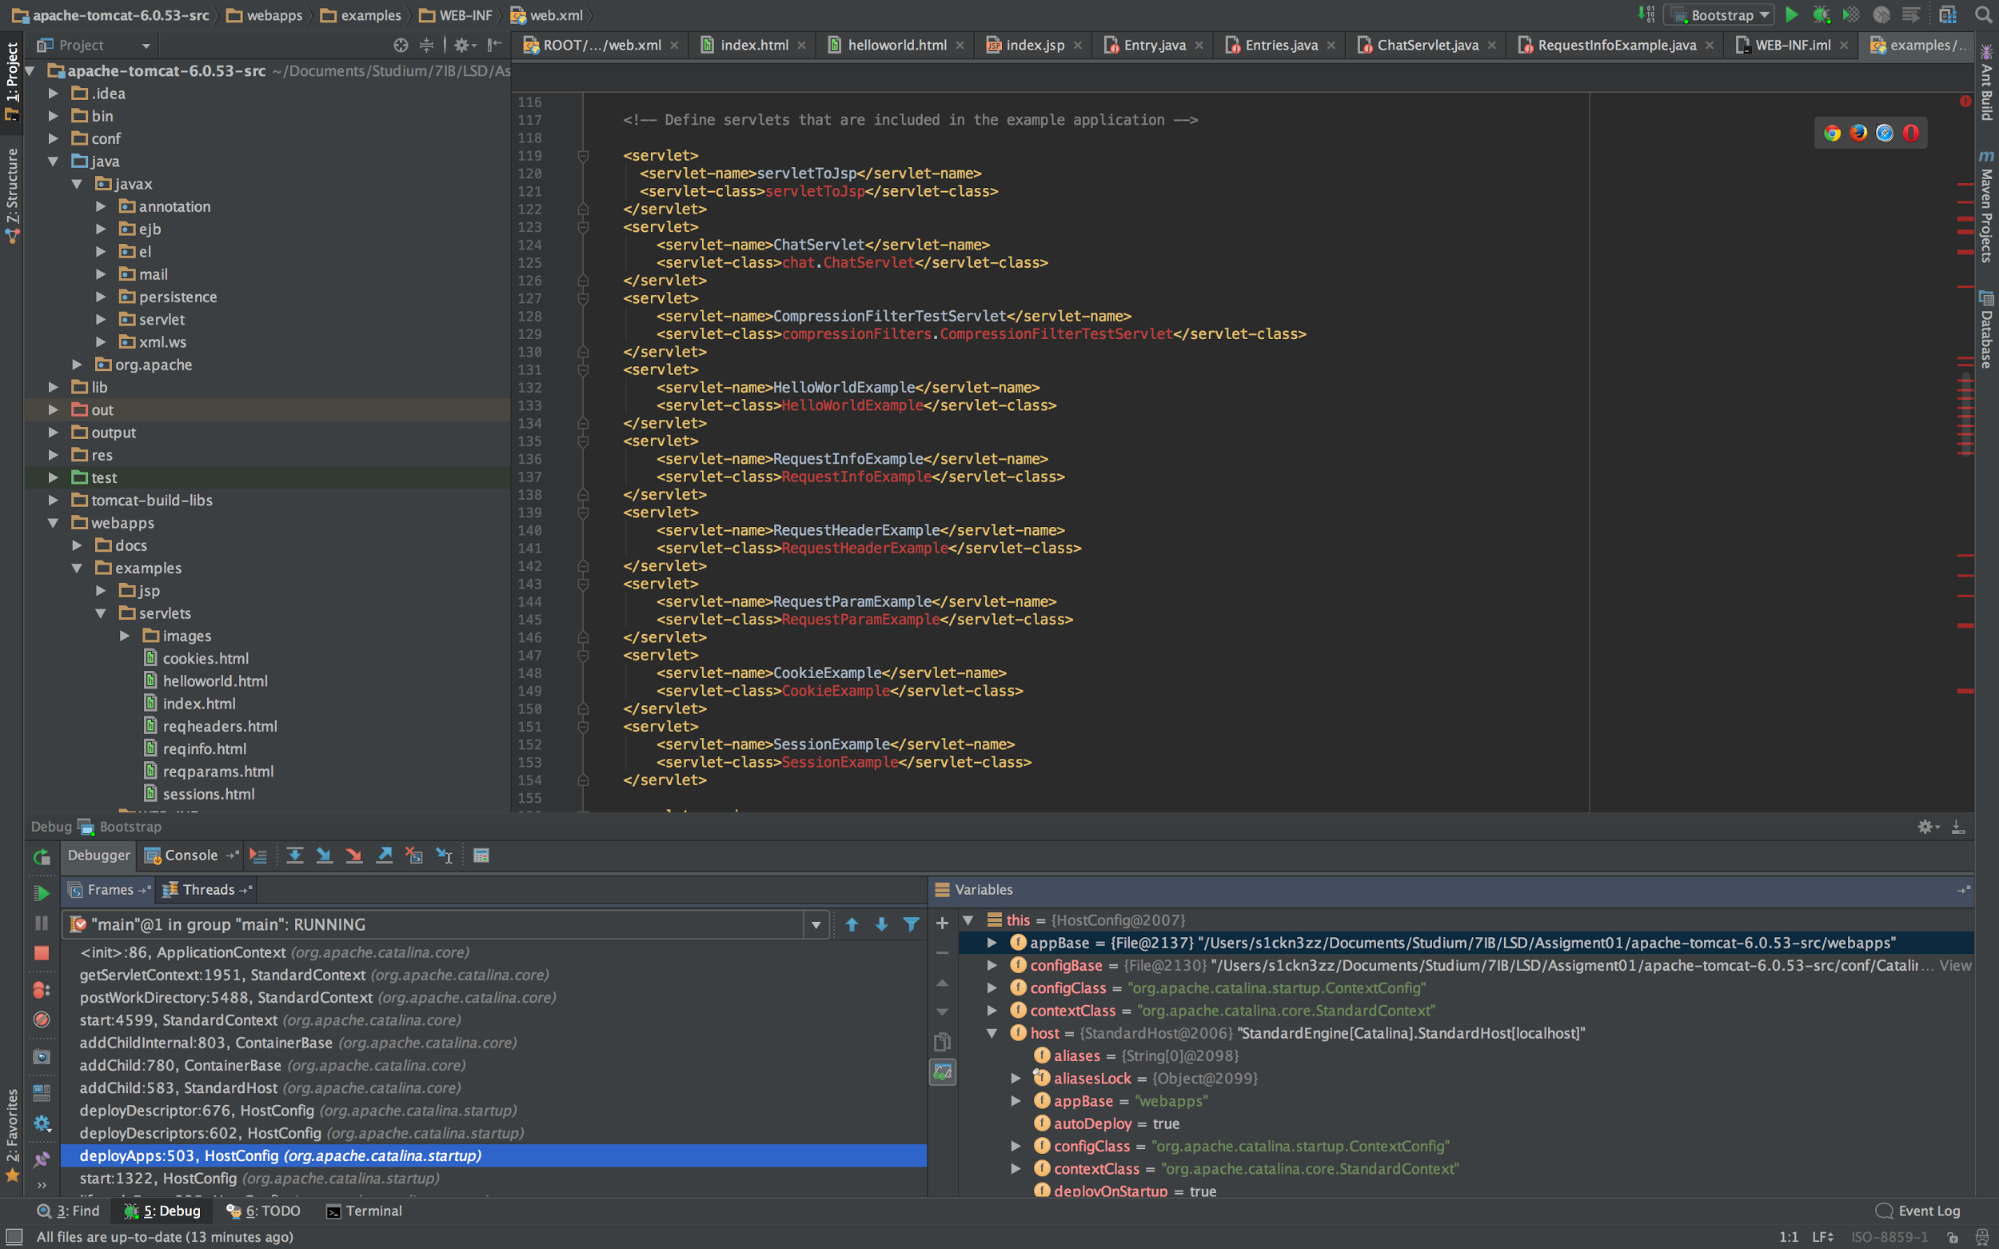 apache-tomcat-6.0.53-src webapps examples WEB-INF web.xml
Bootstrap
Project
ROOT/.../web.xml index.html helloworld.html index.jsp Entry.java Entries.java ChatServlet.java RequestInfoExample.java WEB-INF.iml examples/...
1: Project
Z: Structure
2: Favorites
Ant Build
Maven Projects
Database
apache-tomcat-6.0.53-src ~/Documents/Studium/7IB/LSD/As
.idea
bin
conf
java
javax
annotation
ejb
el
mail
persistence
servlet
xml.ws
org.apache
lib
out
output
res
test
tomcat-build-libs
webapps
docs
examples
jsp
servlets
images
cookies.html
helloworld.html
index.html
reqheaders.html
reqinfo.html
reqparams.html
sessions.html
116
117 <!-- Define servlets that are included in the example application -->
118
119 <servlet>
120 <servlet-name>servletToJsp</servlet-name>
121 <servlet-class>servletToJsp</servlet-class>
122 </servlet>
123 <servlet>
124 <servlet-name>ChatServlet</servlet-name>
125 <servlet-class>chat.ChatServlet</servlet-class>
126 </servlet>
127 <servlet>
128 <servlet-name>CompressionFilterTestServlet</servlet-name>
129 <servlet-class>compressionFilters.CompressionFilterTestServlet</servlet-class>
130 </servlet>
131 <servlet>
132 <servlet-name>HelloWorldExample</servlet-name>
133 <servlet-class>HelloWorldExample</servlet-class>
134 </servlet>
135 <servlet>
136 <servlet-name>RequestInfoExample</servlet-name>
137 <servlet-class>RequestInfoExample</servlet-class>
138 </servlet>
139 <servlet>
140 <servlet-name>RequestHeaderExample</servlet-name>
141 <servlet-class>RequestHeaderExample</servlet-class>
142 </servlet>
143 <servlet>
144 <servlet-name>RequestParamExample</servlet-name>
145 <servlet-class>RequestParamExample</servlet-class>
146 </servlet>
147 <servlet>
148 <servlet-name>CookieExample</servlet-name>
149 <servlet-class>CookieExample</servlet-class>
150 </servlet>
151 <servlet>
152 <servlet-name>SessionExample</servlet-name>
153 <servlet-class>SessionExample</servlet-class>
154 </servlet>
155
Debug Bootstrap
Debugger Console
Frames Threads
"main"@1 in group "main": RUNNING
<init>:86, ApplicationContext (org.apache.catalina.core)
getServletContext:1951, StandardContext (org.apache.catalina.core)
postWorkDirectory:5488, StandardContext (org.apache.catalina.core)
start:4599, StandardContext (org.apache.catalina.core)
addChildInternal:803, ContainerBase (org.apache.catalina.core)
addChild:780, ContainerBase (org.apache.catalina.core)
addChild:583, StandardHost (org.apache.catalina.core)
deployDescriptor:676, HostConfig (org.apache.catalina.startup)
deployDescriptors:602, HostConfig (org.apache.catalina.startup)
deployApps:503, HostConfig (org.apache.catalina.startup)
start:1322, HostConfig (org.apache.catalina.startup)
Variables
this = {HostConfig@2007}
appBase = {File@2137} "/Users/s1ckn3zz/Documents/Studium/7IB/LSD/Assigment01/apache-tomcat-6.0.53-src/webapps"
configBase = {File@2130} "/Users/s1ckn3zz/Documents/Studium/7IB/LSD/Assigment01/apache-tomcat-6.0.53-src/conf/Catalin... View
configClass = "org.apache.catalina.startup.ContextConfig"
contextClass = "org.apache.catalina.core.StandardContext"
host = {StandardHost@2006} "StandardEngine[Catalina].StandardHost[localhost]"
aliases = {String[0]@2098}
aliasesLock = {Object@2099}
appBase = "webapps"
autoDeploy = true
configClass = "org.apache.catalina.startup.ContextConfig"
contextClass = "org.apache.catalina.core.StandardContext"
deployOnStartup = true
3: Find 5: Debug 6: TODO Terminal Event Log
All files are up-to-date (13 minutes ago) 1:1 LF ISO-8859-1